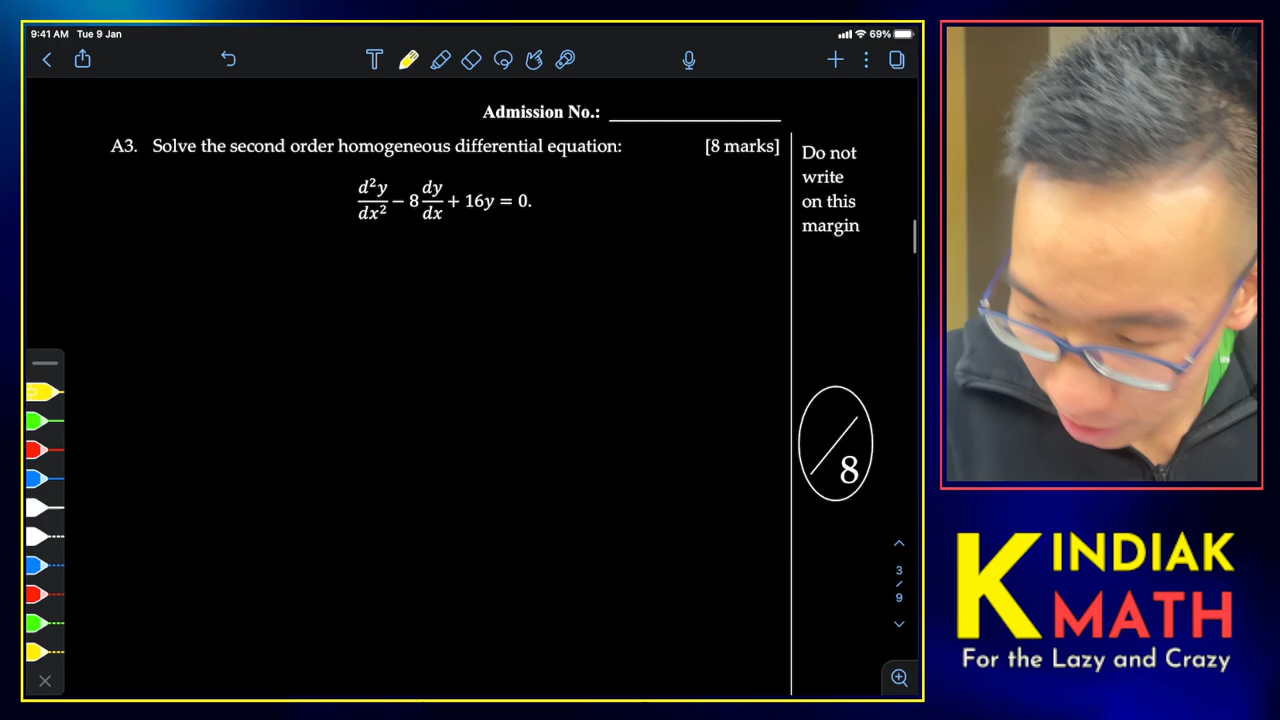 9:41 AM Tue 9 Jan
69%
Admission No.: ______________
A3. Solve the second order homogeneous differential equation: [8 marks]
d²y/dx² − 8 dy/dx + 16y = 0.
Do not
write
on this
margin
8
3
/
9
KINDIAK
MATH
For the Lazy and Crazy